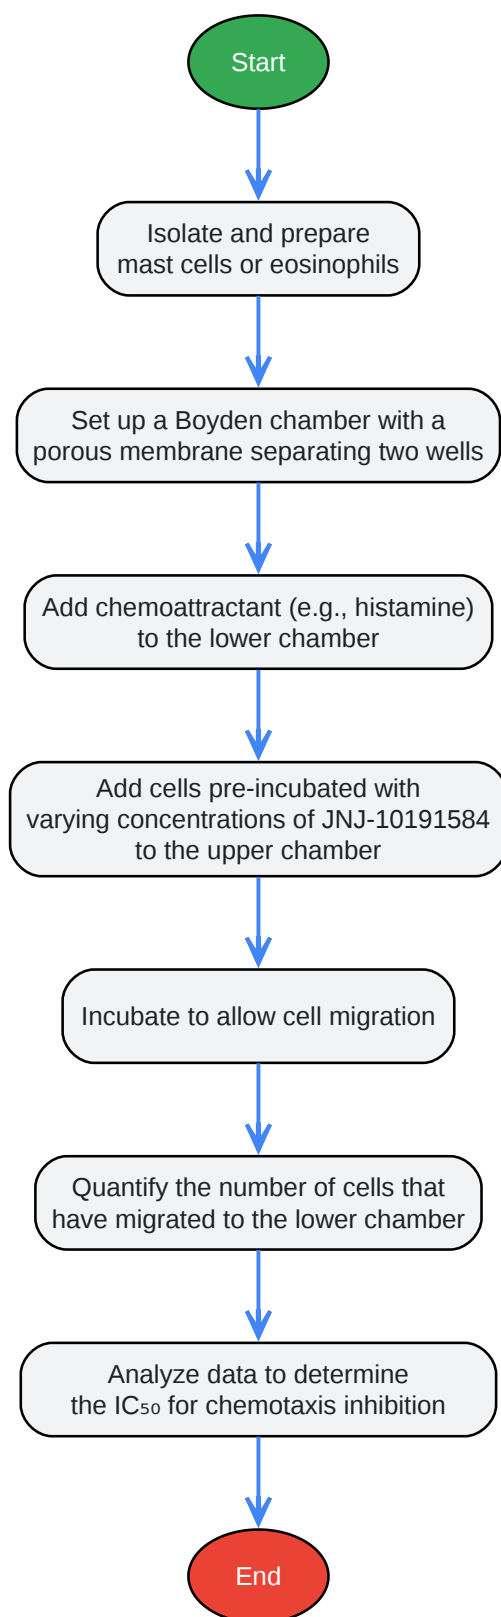 Start
Isolate and prepare
mast cells or eosinophils
Set up a Boyden chamber with a
porous membrane separating two wells
Add chemoattractant (e.g., histamine)
to the lower chamber
Add cells pre-incubated with
varying concentrations of JNJ-10191584
to the upper chamber
Incubate to allow cell migration
Quantify the number of cells that
have migrated to the lower chamber
Analyze data to determine
the IC₅₀ for chemotaxis inhibition
End